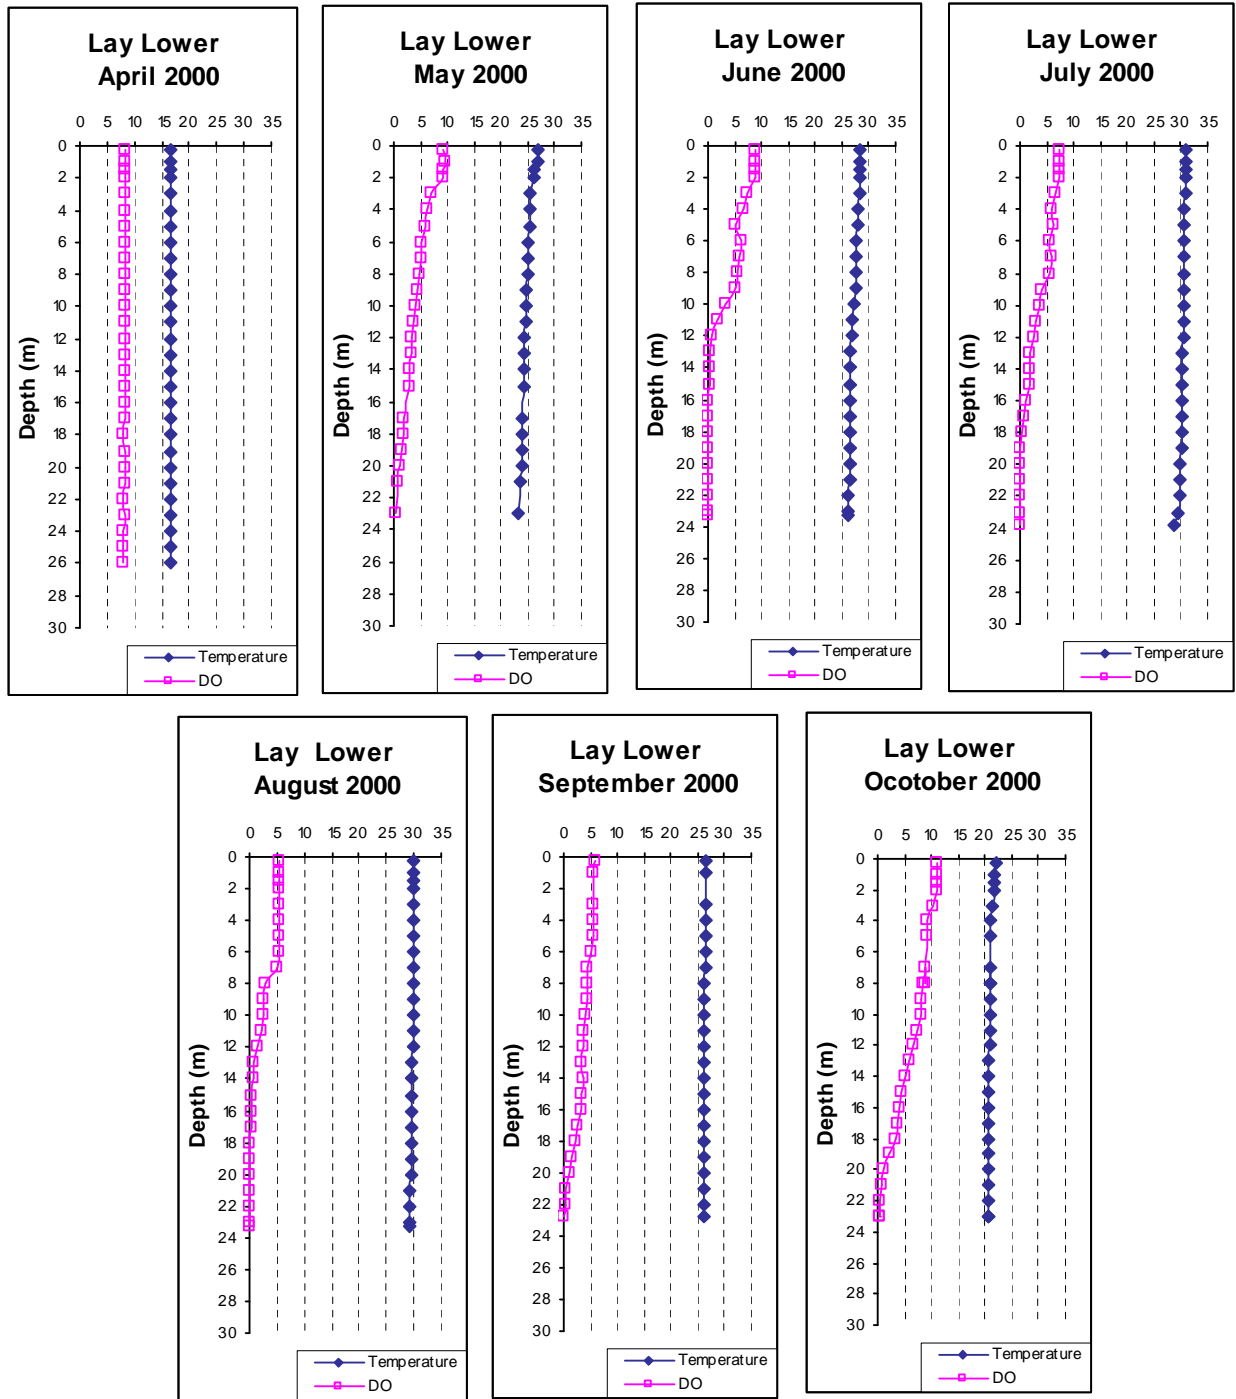 Lay Lower
April 2000
0 5 10 15 20 25 30 35
0
2
4
6
8
10
12
14
16
18
20
22
24
26
28
30
Depth (m)
Temperature
DO
Lay Lower
May 2000
0 5 10 15 20 25 30 35
0
2
4
6
8
10
12
14
16
18
20
22
24
26
28
30
Depth (m)
Temperature
DO
Lay Lower
June 2000
0 5 10 15 20 25 30 35
0
2
4
6
8
10
12
14
16
18
20
22
24
26
28
30
Depth (m)
Temperature
DO
Lay Lower
July 2000
0 5 10 15 20 25 30 35
0
2
4
6
8
10
12
14
16
18
20
22
24
26
28
30
Depth (m)
Temperature
DO
Lay Lower
August 2000
0 5 10 15 20 25 30 35
0
2
4
6
8
10
12
14
16
18
20
22
24
26
28
30
Depth (m)
Temperature
DO
Lay Lower
September 2000
0 5 10 15 20 25 30 35
0
2
4
6
8
10
12
14
16
18
20
22
24
26
28
30
Depth (m)
Temperature
DO
Lay Lower
Ocotober 2000
0 5 10 15 20 25 30 35
0
2
4
6
8
10
12
14
16
18
20
22
24
26
28
30
Depth (m)
Temperature
DO